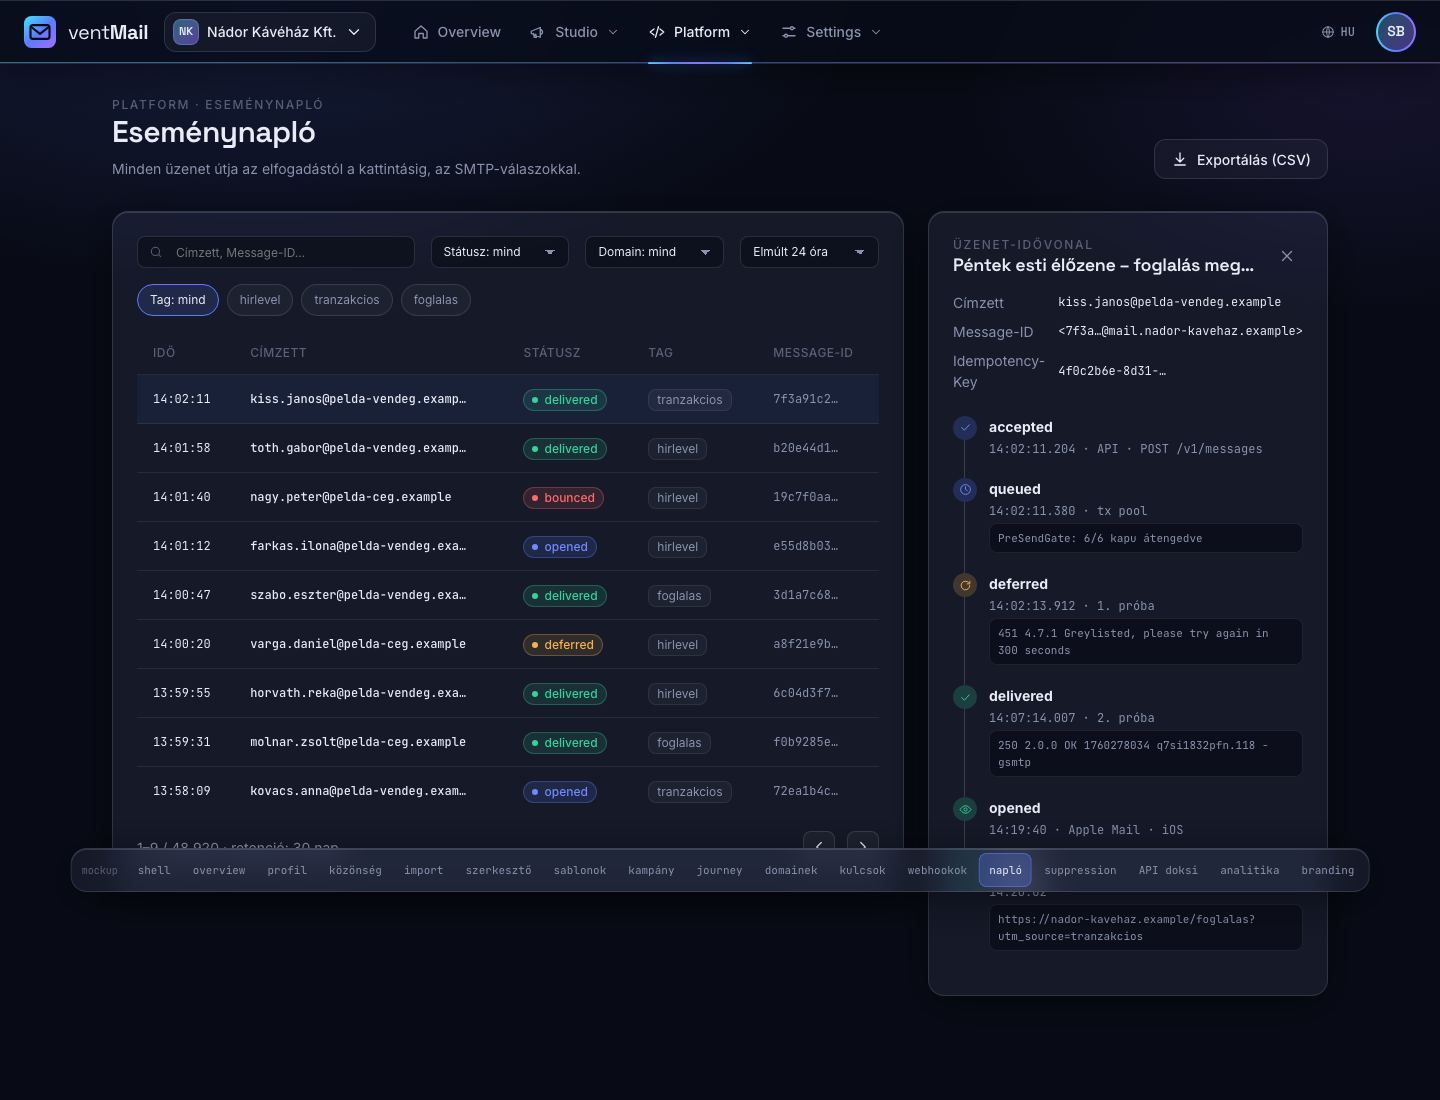 ventMail
NK Nádor Kávéház Kft.
Overview
Studio
Platform
Settings
HU
SB
PLATFORM · ESEMÉNYNAPLÓ
Eseménynapló
Minden üzenet útja az elfogadástól a kattintásig, az SMTP-válaszokkal.
Exportálás (CSV)
Címzett, Message-ID...
Státusz: mind
Domain: mind
Elmúlt 24 óra
Tag: mind
hirlevel
tranzakcios
foglalas
IDŐ CÍMZETT STÁTUSZ TAG MESSAGE-ID
14:02:11 kiss.janos@pelda-vendeg.examp… delivered tranzakcios 7f3a91c2…
14:01:58 toth.gabor@pelda-vendeg.examp… delivered hirlevel b20e44d1…
14:01:40 nagy.peter@pelda-ceg.example bounced hirlevel 19c7f0aa…
14:01:12 farkas.ilona@pelda-vendeg.exa… opened hirlevel e55d8b03…
14:00:47 szabo.eszter@pelda-vendeg.exa… delivered foglalas 3d1a7c68…
14:00:20 varga.daniel@pelda-ceg.example deferred hirlevel a8f21e9b…
13:59:55 horvath.reka@pelda-vendeg.exa… delivered hirlevel 6c04d3f7…
13:59:31 molnar.zsolt@pelda-ceg.example delivered foglalas f0b9285e…
13:58:09 kovacs.anna@pelda-vendeg.exam… opened tranzakcios 72ea1b4c…
1–9 / 48 920 · retenció: 30 nap
ÜZENET-IDŐVONAL
Péntek esti élőzene – foglalás meg...
Címzett kiss.janos@pelda-vendeg.example
Message-ID <7f3a…@mail.nador-kavehaz.example>
Idempotency-
Key 4f0c2b6e-8d31-…
accepted
14:02:11.204 · API · POST /v1/messages
queued
14:02:11.380 · tx pool
PreSendGate: 6/6 kapu átengedve
deferred
14:02:13.912 · 1. próba
451 4.7.1 Greylisted, please try again in
300 seconds
delivered
14:07:14.007 · 2. próba
250 2.0.0 OK 1760278034 q7si1832pfn.118 -
gsmtp
opened
14:19:40 · Apple Mail · iOS
https://nador-kavehaz.example/foglalas?
utm_source=tranzakcios
mockup shell overview profil közönség import szerkesztő sablonok kampány journey domainek kulcsok webhookok napló suppression API doksi analitika branding